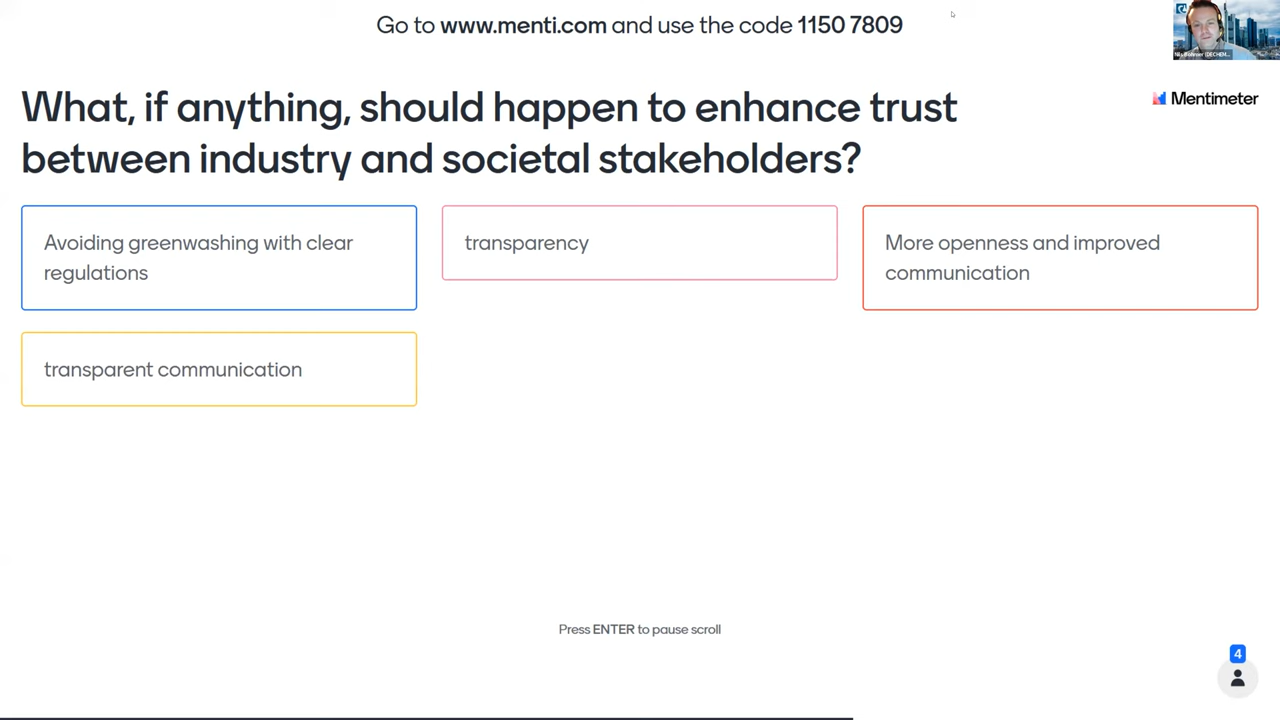 Go to www.menti.com and use the code 1150 7809
What, if anything, should happen to enhance trust
between industry and societal stakeholders?
Mentimeter
Avoiding greenwashing with clear
regulations
transparency
More openness and improved
communication
transparent communication
Press ENTER to pause scroll
4